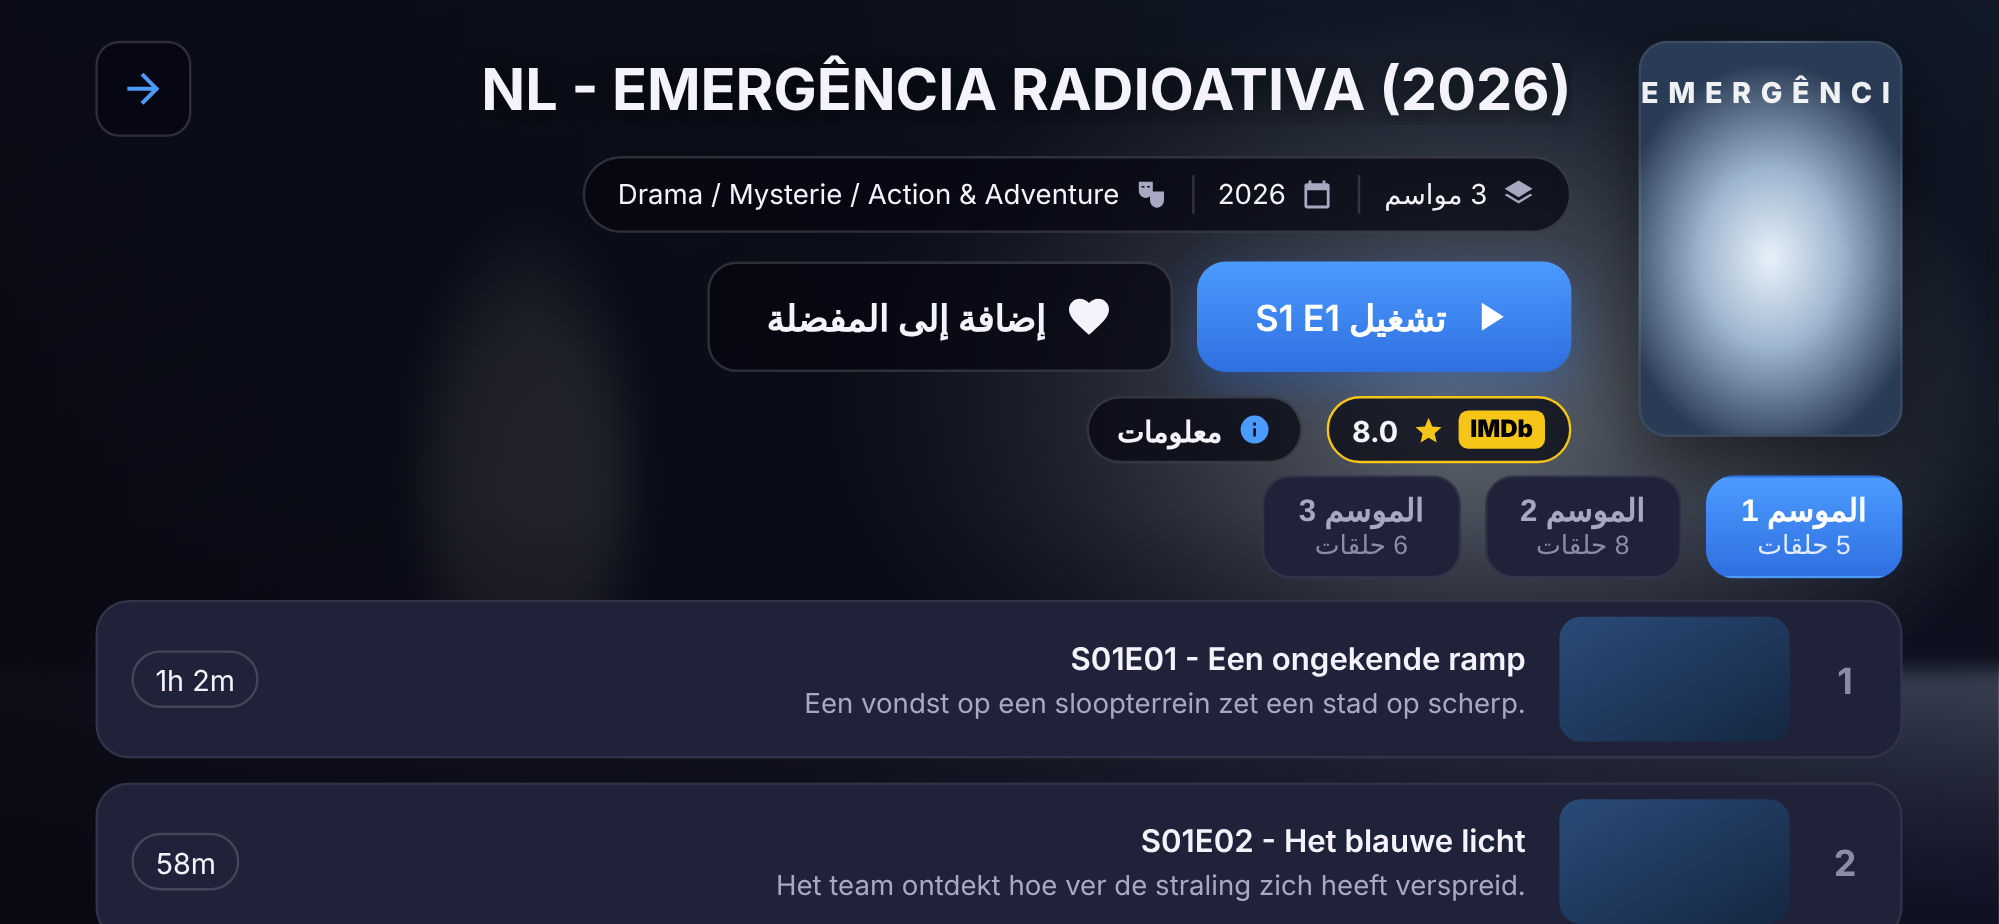 EMERGÊNCI
NL - EMERGÊNCIA RADIOATIVA (2026)
3 مواسم
2026
Drama / Mysterie / Action & Adventure
تشغيل S1 E1
إضافة إلى المفضلة
IMDb 8.0
معلومات
الموسم 1
5 حلقات
الموسم 2
8 حلقات
الموسم 3
6 حلقات
1
S01E01 - Een ongekende ramp
Een vondst op een sloopterrein zet een stad op scherp.
1h 2m
2
S01E02 - Het blauwe licht
Het team ontdekt hoe ver de straling zich heeft verspreid.
58m